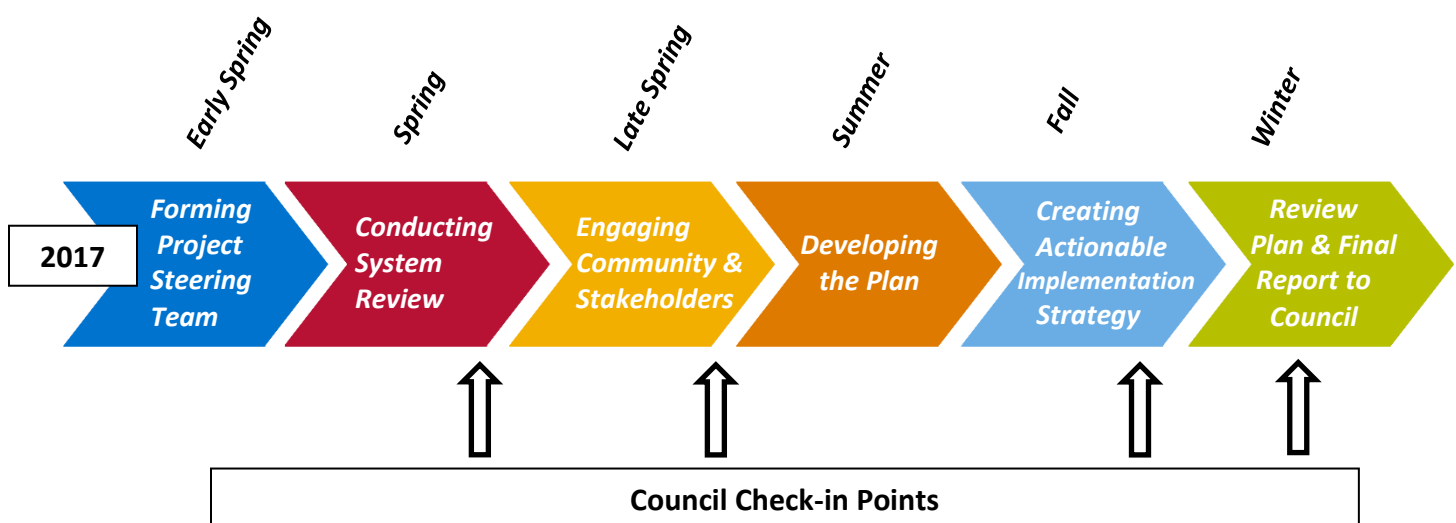 Early Spring
Spring
Late Spring
Summer
Fall
Winter
2017
Forming
Project
Steering
Team
Conducting
System
Review
Engaging
Community &
Stakeholders
Developing
the Plan
Creating
Actionable
Implementation
Strategy
Review
Plan & Final
Report to
Council
Council Check-in Points